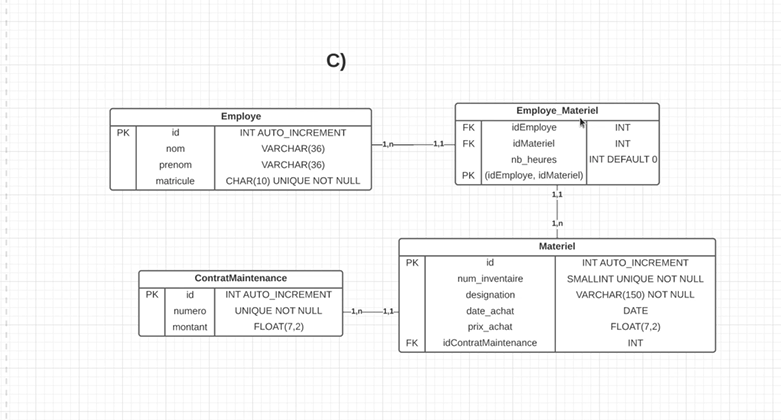 C)
Employe
PK id INT AUTO_INCREMENT
nom VARCHAR(36)
prenom VARCHAR(36)
matricule CHAR(10) UNIQUE NOT NULL
1,n 1,1
Employe_Materiel
FK idEmploye INT
FK idMateriel INT
nb_heures INT DEFAULT 0
PK (idEmploye, idMateriel)
1,1
1,n
Materiel
PK id INT AUTO_INCREMENT
num_inventaire SMALLINT UNIQUE NOT NULL
designation VARCHAR(150) NOT NULL
date_achat DATE
prix_achat FLOAT(7,2)
FK idContratMaintenance INT
ContratMaintenance
PK id INT AUTO_INCREMENT
numero UNIQUE NOT NULL
montant FLOAT(7,2)
1,n 1,1